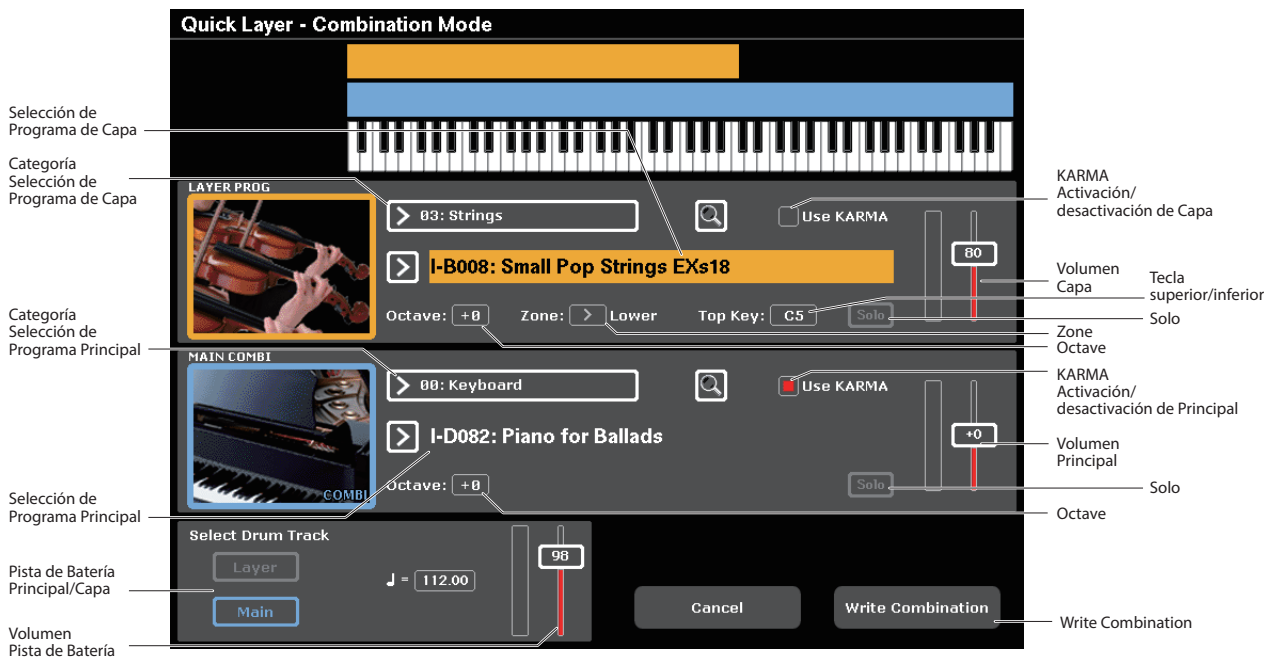 Quick Layer - Combination Mode
Selección de
Programa de Capa
Categoría
Selección de
Programa de Capa
LAYER PROG
03: Strings
Use KARMA
KARMA
Activación/
desactivación de Capa
I-B008: Small Pop Strings EXs18
80
Volumen
Capa
Tecla
superior/inferior
Octave: +0
Zone: Lower
Top Key: C5
Solo
Solo
Zone
Octave
Categoría
Selección de
Programa Principal
MAIN COMBI
00: Keyboard
Use KARMA
KARMA
Activación/
desactivación de Principal
I-D082: Piano for Ballads
+0
Volumen
Principal
COMBI
Octave: +0
Solo
Solo
Octave
Selección de
Programa Principal
Select Drum Track
Layer
Main
= 112.00
98
Pista de Batería
Principal/Capa
Volumen
Pista de Batería
Cancel
Write Combination
Write Combination